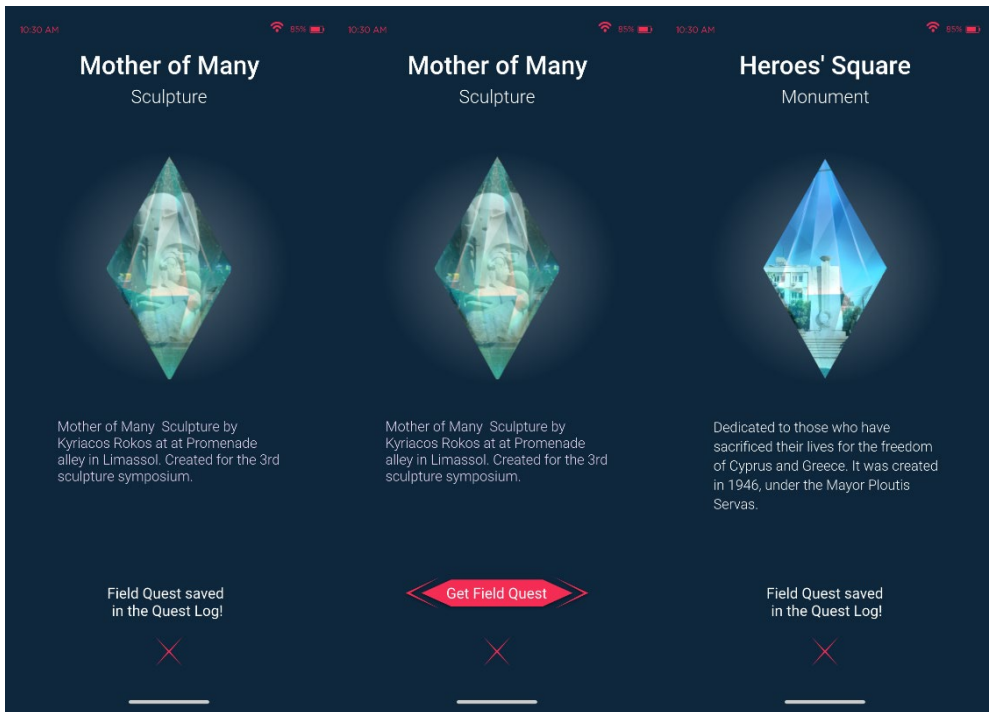 10:30 AM
85%
Mother of Many
Sculpture
Mother of Many Sculpture by
Kyriacos Rokos at at Promenade
alley in Limassol. Created for the 3rd
sculpture symposium.
Field Quest saved
in the Quest Log!
10:30 AM
85%
Mother of Many
Sculpture
Mother of Many Sculpture by
Kyriacos Rokos at at Promenade
alley in Limassol. Created for the 3rd
sculpture symposium.
Get Field Quest
10:30 AM
85%
Heroes' Square
Monument
Dedicated to those who have
sacrificed their lives for the freedom
of Cyprus and Greece. It was created
in 1946, under the Mayor Ploutis
Servas.
Field Quest saved
in the Quest Log!